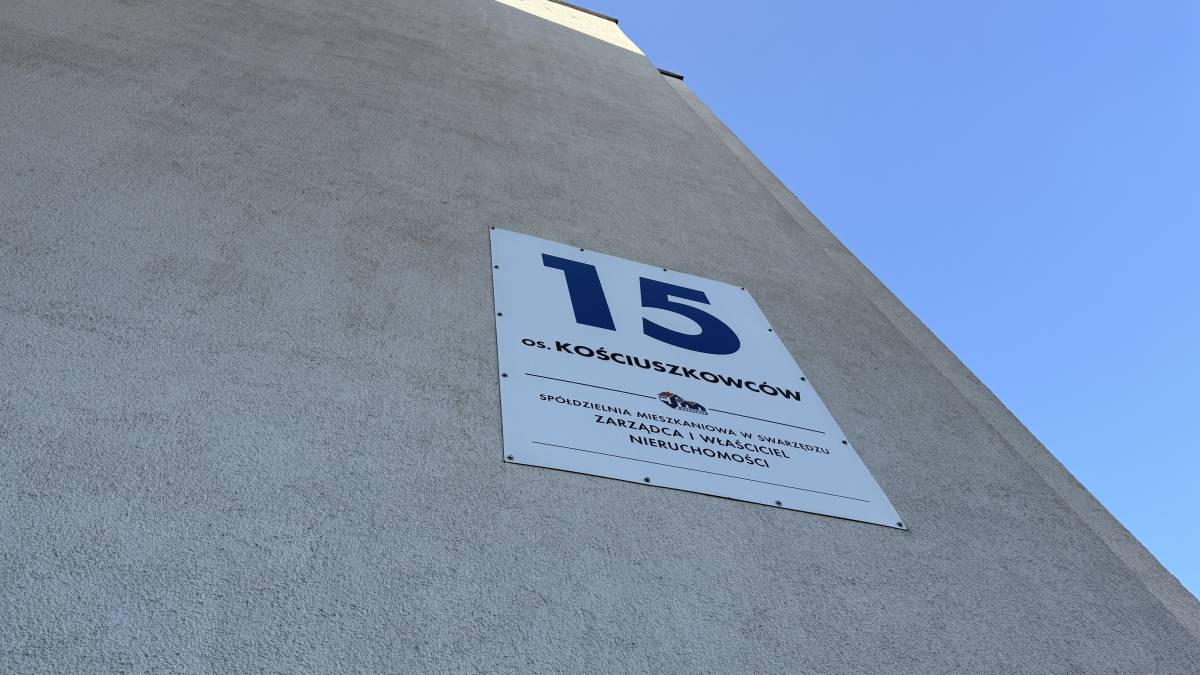 15
os. KOŚCIUSZKOWCÓW
SPÓŁDZIELNIA MIESZKANIOWA W SWARZĘDZU
ZARZĄDCA I WŁAŚCICIEL
NIERUCHOMOŚCI